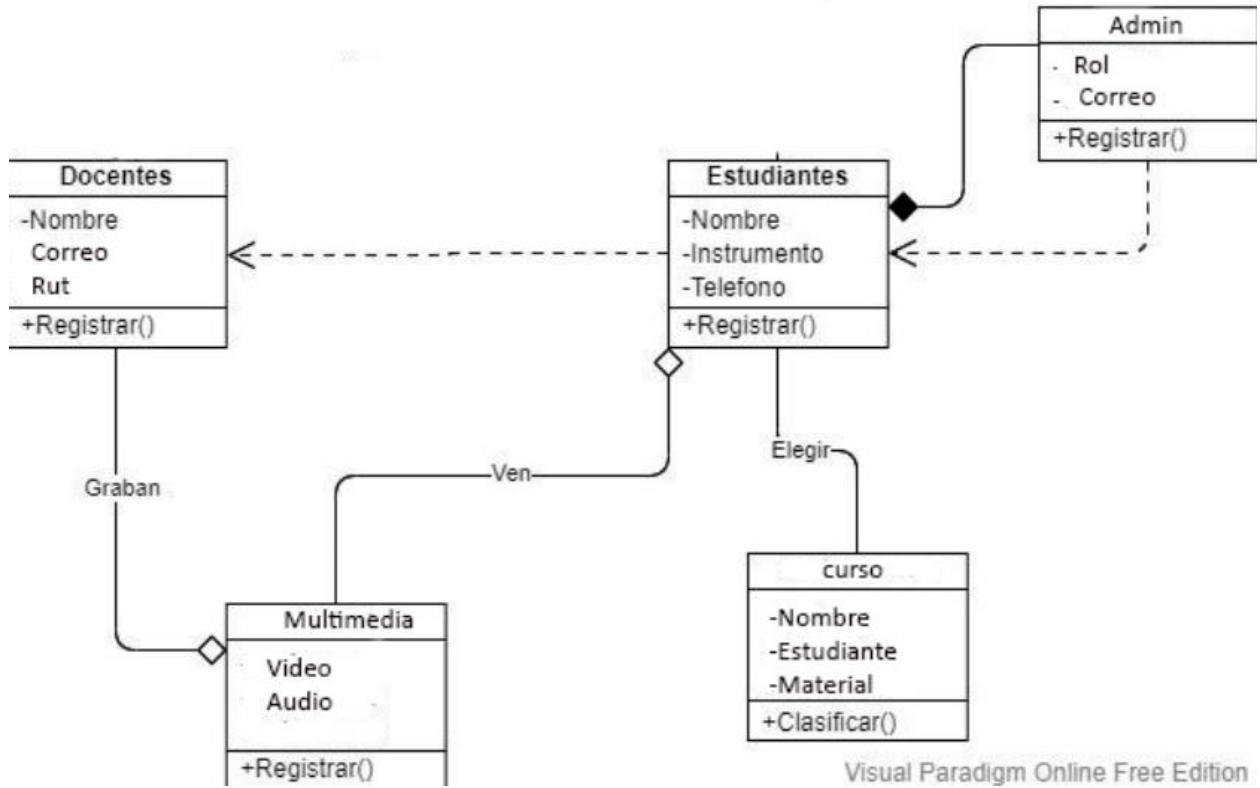 Admin
- Rol
- Correo
+Registrar()
Docentes
-Nombre
Correo
Rut
+Registrar()
Estudiantes
-Nombre
-Instrumento
-Telefono
+Registrar()
Graban
Ven
Elegir
Multimedia
Video
Audio
+Registrar()
curso
-Nombre
-Estudiante
-Material
+Clasificar()
Visual Paradigm Online Free Edition